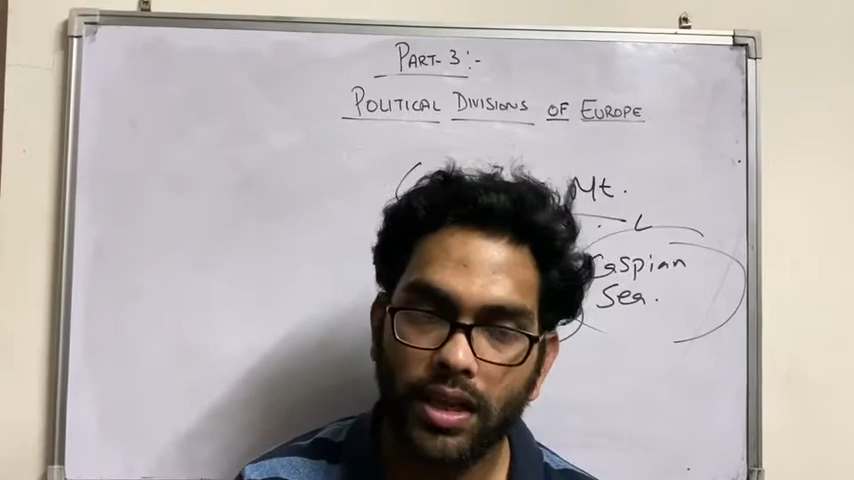 PART-3:-
POLITICAL DIVISIONS OF EUROPE
Mt.
Caspian
Sea.